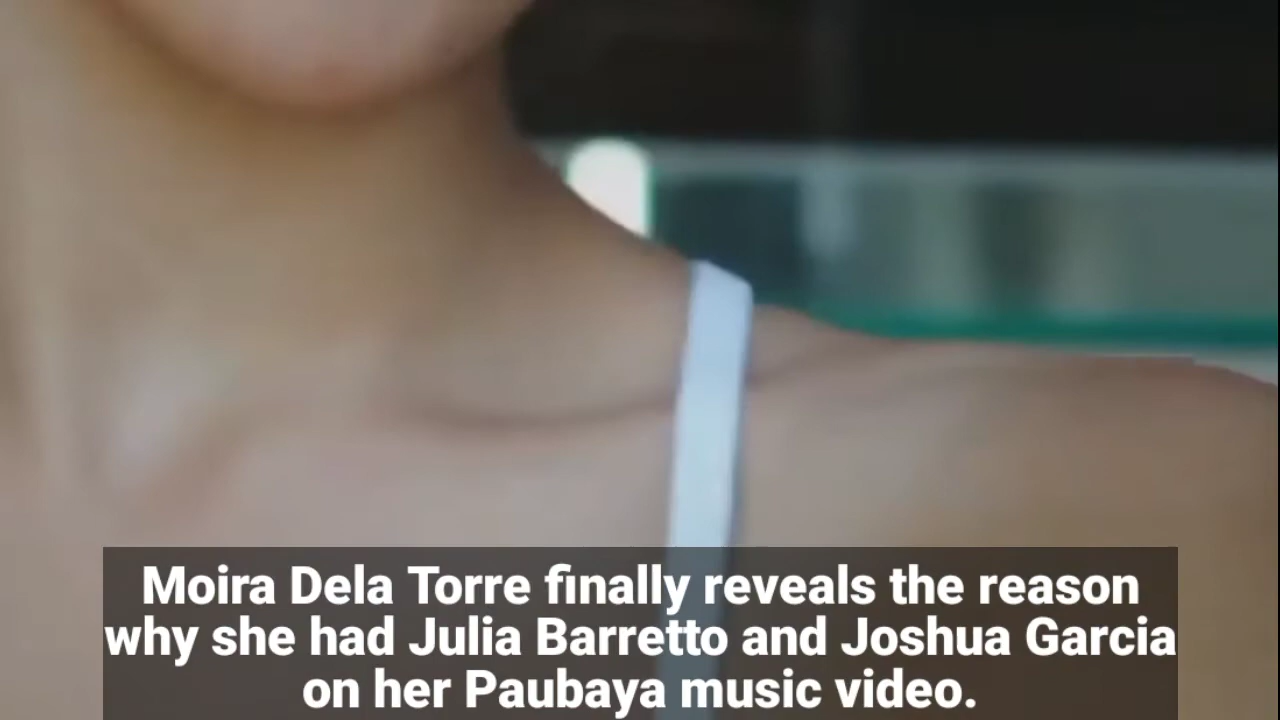 Moira Dela Torre finally reveals the reason
why she had Julia Barretto and Joshua Garcia
on her Paubaya music video.